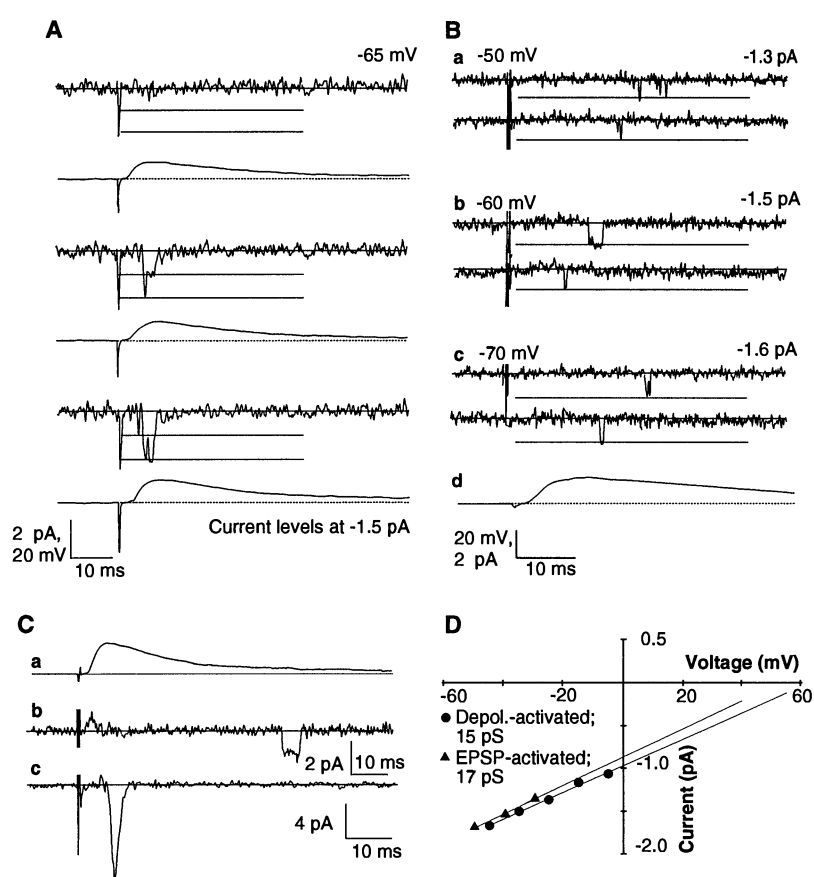 A
-65 mV
2 pA,
20 mV
10 ms
Current levels at -1.5 pA
B
a -50 mV -1.3 pA
b -60 mV -1.5 pA
c -70 mV -1.6 pA
d
20 mV,
2 pA
10 ms
C
a
b
2 pA 10 ms
c
4 pA
10 ms
D
0.5
Voltage (mV)
-60 -20 20 60
● Depol.-activated;
15 pS
▲ EPSP-activated;
17 pS
-1.0
-2.0
Current (pA)